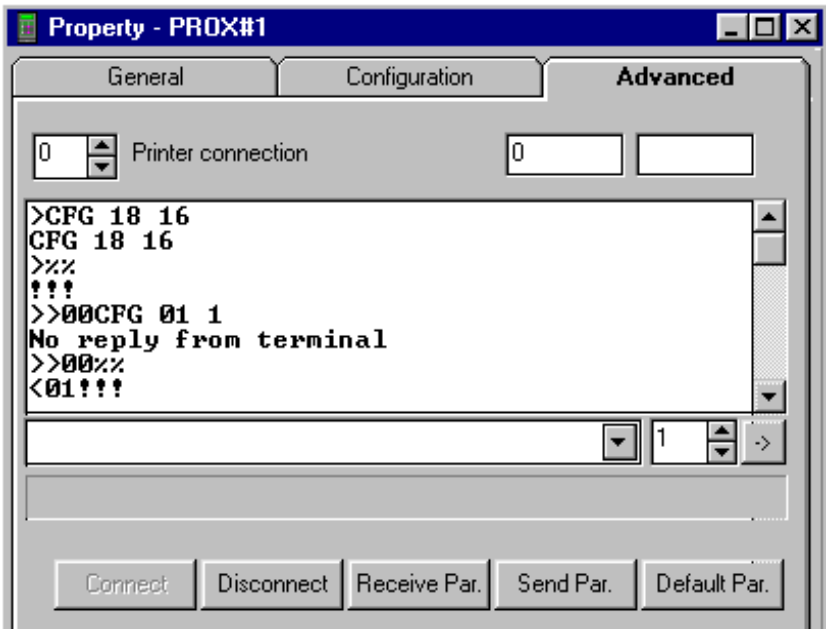 Property - PROX#1
General Configuration Advanced
0 Printer connection 0
>CFG 18 16
CFG 18 16
>%%
!!!
>>00CFG 01 1
No reply from terminal
>>00%%
<01!!!
1 ->
Connect Disconnect Receive Par. Send Par. Default Par.